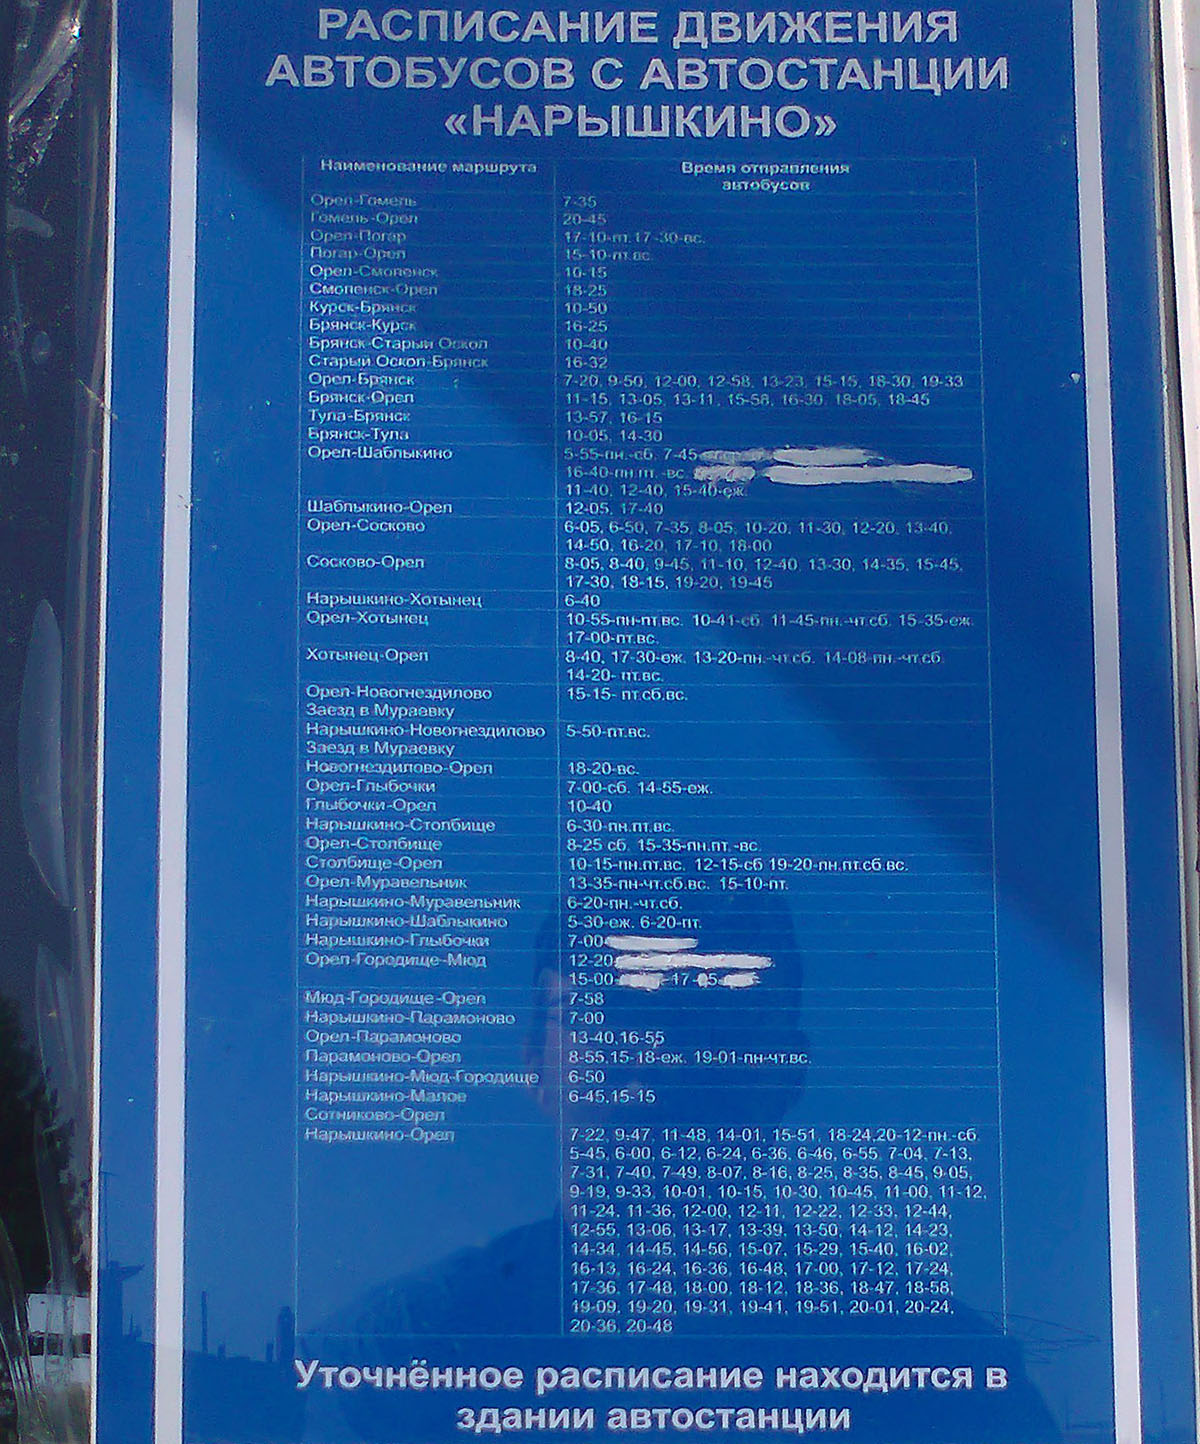 РАСПИСАНИЕ ДВИЖЕНИЯ
АВТОБУСОВ С АВТОСТАНЦИИ
«НАРЫШКИНО»
Наименование маршрута Время отправления
автобусов
Орел-Гомель 7-35
Гомель-Орел 20-45
Орел-Погар 17-10-пт.17-30-вс.
Погар-Орел 15-10-пт.вс.
Орел-Смоленск 10-15
Смоленск-Орел 18-25
Курск-Брянск 10-50
Брянск-Курск 16-25
Брянск-Старый Оскол 10-40
Старый Оскол-Брянск 16-32
Орел-Брянск 7-20, 9-50, 12-00, 12-58, 13-23, 15-15, 18-30, 19-33
Брянск-Орел 11-15, 13-05, 13-11, 15-58, 16-30, 18-05, 18-45
Тула-Брянск 13-57, 16-15
Брянск-Тула 10-05, 14-30
Орел-Шаблыкино 5-55-пн.-сб. 7-45
16-40-пн.пт.-вс.
11-40, 12-40, 15-40-еж.
Шаблыкино-Орел 12-05, 17-40
Орел-Сосково 6-05, 6-50, 7-35, 8-05, 10-20, 11-30, 12-20, 13-40,
14-50, 16-20, 17-10, 18-00
Сосково-Орел 8-05, 8-40, 9-45, 11-10, 12-40, 13-30, 14-35, 15-45,
17-30, 18-15, 19-20, 19-45
Нарышкино-Хотынец 6-40
Орел-Хотынец 10-55-пн-пт.вс. 10-41-сб. 11-45-пн.-чт.сб. 15-35-еж.
17-00-пт.вс.
Хотынец-Орел 8-40, 17-30-еж. 13-20-пн.-чт.сб. 14-08-пн.-чт.сб.
14-20- пт.вс.
Орел-Новогнездилово 15-15- пт.сб.вс.
Заезд в Мураевку
Нарышкино-Новогнездилово 5-50-пт.вс.
Заезд в Мураевку
Новогнездилово-Орел 18-20-вс.
Орел-Глыбочки 7-00-сб. 14-55-еж.
Глыбочки-Орел 10-40
Нарышкино-Столбище 6-30-пн.пт.вс.
Орел-Столбище 8-25 сб. 15-35-пн.пт.-вс.
Столбище-Орел 10-15-пн.пт.вс. 12-15-сб 19-20-пн.пт.сб.вс.
Орел-Муравельник 13-35-пн-чт.сб.вс. 15-10-пт.
Нарышкино-Муравельник 6-20-пн.-чт.сб.
Нарышкино-Шаблыкино 5-30-еж. 6-20-пт.
Нарышкино-Глыбочки 7-00
Орел-Городище-Мюд 12-20
15-00 17- 5
Мюд-Городище-Орел 7-58
Нарышкино-Парамоново 7-00
Орел-Парамоново 13-40,16-55
Парамоново-Орел 8-55,15-18-еж. 19-01-пн-чт.вс.
Нарышкино-Мюд-Городище 6-50
Нарышкино-Малое 6-45,15-15
Сотниково-Орел
Нарышкино-Орел 7-22, 9-47, 11-48, 14-01, 15-51, 18-24,20-12-пн.-сб.
5-45, 6-00, 6-12, 6-24, 6-36, 6-46, 6-55, 7-04, 7-13,
7-31, 7-40, 7-49, 8-07, 8-16, 8-25, 8-35, 8-45, 9-05,
9-19, 9-33, 10-01, 10-15, 10-30, 10-45, 11-00, 11-12,
11-24, 11-36, 12-00, 12-11, 12-22, 12-33, 12-44,
12-55, 13-06, 13-17, 13-39, 13-50, 14-12, 14-23,
14-34, 14-45, 14-56, 15-07, 15-29, 15-40, 16-02,
16-13, 16-24, 16-36, 16-48, 17-00, 17-12, 17-24,
17-36, 17-48, 18-00, 18-12, 18-36, 18-47, 18-58,
19-09, 19-20, 19-31, 19-41, 19-51, 20-01, 20-24,
20-36, 20-48
Уточнённое расписание находится в
здании автостанции